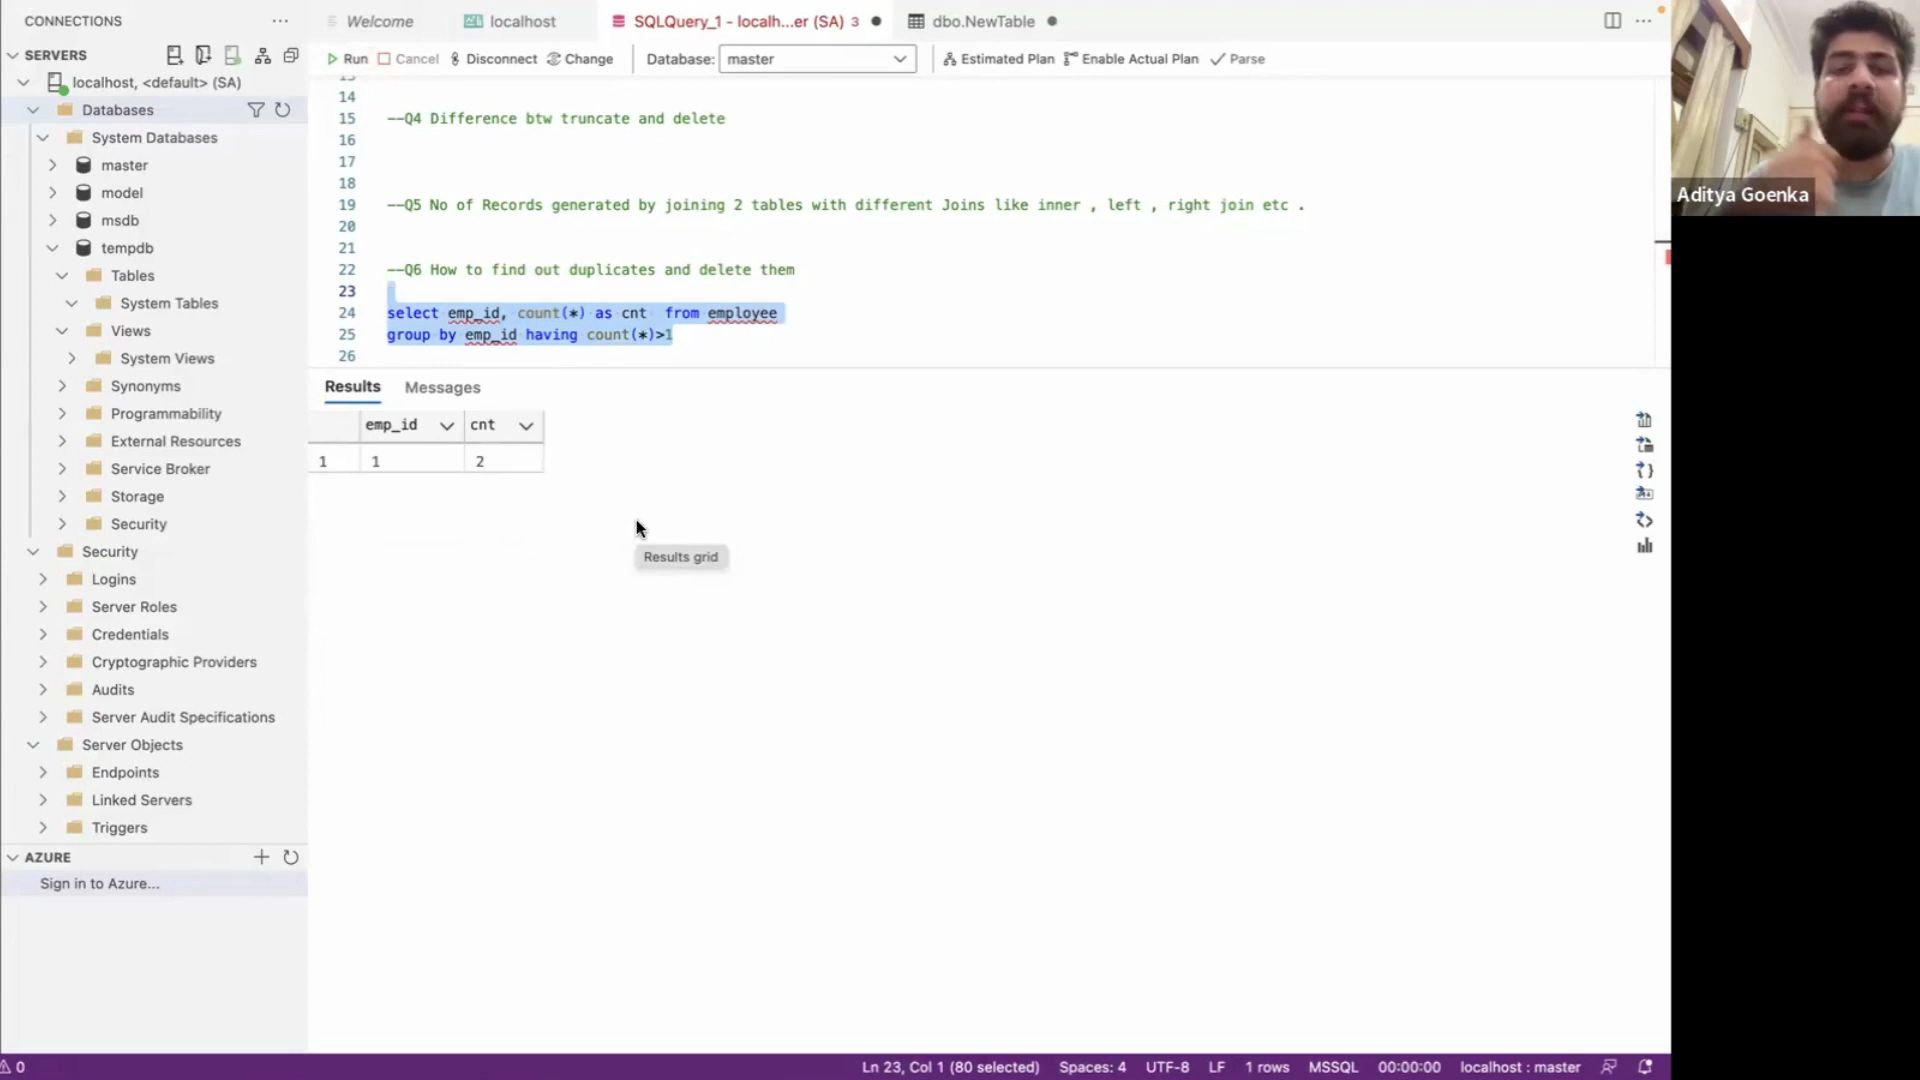 CONNECTIONS
SERVERS
localhost, <default> (SA)
Databases
System Databases
master
model
msdb
tempdb
Tables
System Tables
Views
System Views
Synonyms
Programmability
External Resources
Service Broker
Storage
Security
Security
Logins
Server Roles
Credentials
Cryptographic Providers
Audits
Server Audit Specifications
Server Objects
Endpoints
Linked Servers
Triggers
AZURE
Sign in to Azure...
Welcome
localhost
SQLQuery_1 - localh...er (SA) 3
dbo.NewTable
Run
Cancel
Disconnect
Change
Database: master
Estimated Plan
Enable Actual Plan
Parse
14
15 --Q4 Difference btw truncate and delete
16
17
18
19 --Q5 No of Records generated by joining 2 tables with different Joins like inner , left , right join etc .
20
21
22 --Q6 How to find out duplicates and delete them
23
24 select emp_id, count(*) as cnt  from employee
25 group by emp_id having count(*)>1
26
Results
Messages
emp_id cnt
1 1 2
Results grid
Aditya Goenka
0
Ln 23, Col 1 (80 selected)
Spaces: 4
UTF-8
LF
1 rows
MSSQL
00:00:00
localhost : master